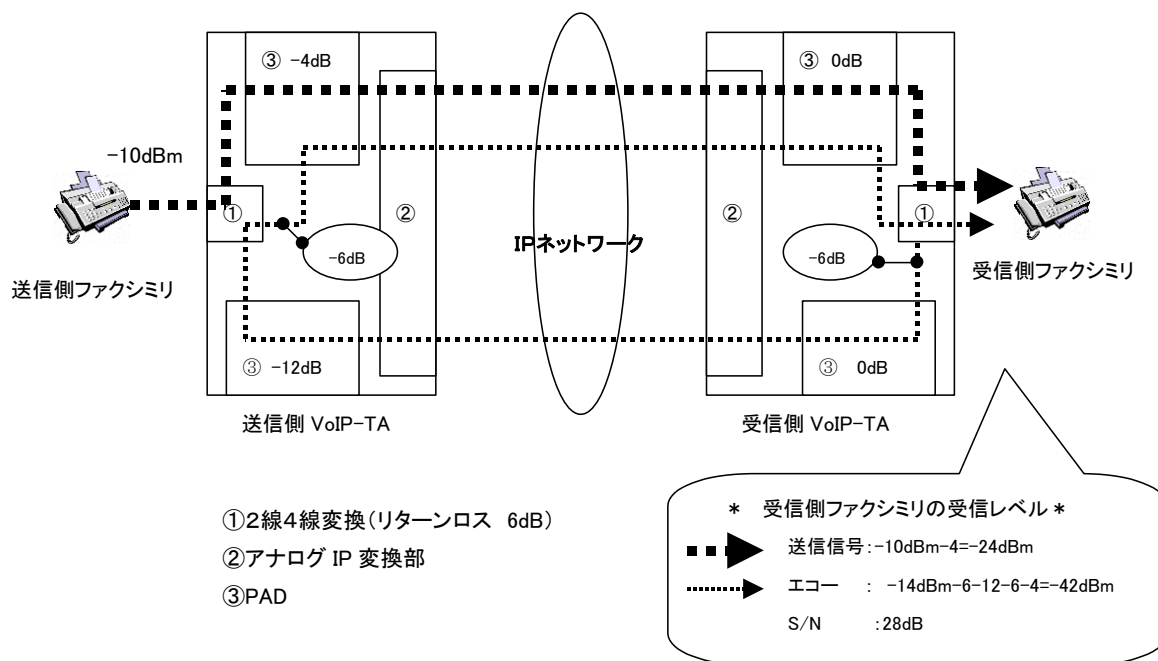 ③ -4dB
③ 0dB
-10dBm
①
②
②
①
-6dB
IPネットワーク
-6dB
送信側ファクシミリ
受信側ファクシミリ
③ -12dB
③ 0dB
送信側 VoIP-TA
受信側 VoIP-TA
①2線4線変換(リターンロス 6dB)
②アナログ IP 変換部
③PAD
* 受信側ファクシミリの受信レベル*
送信信号:-10dBm-4=-24dBm
エコー : -14dBm-6-12-6-4=-42dBm
S/N :28dB